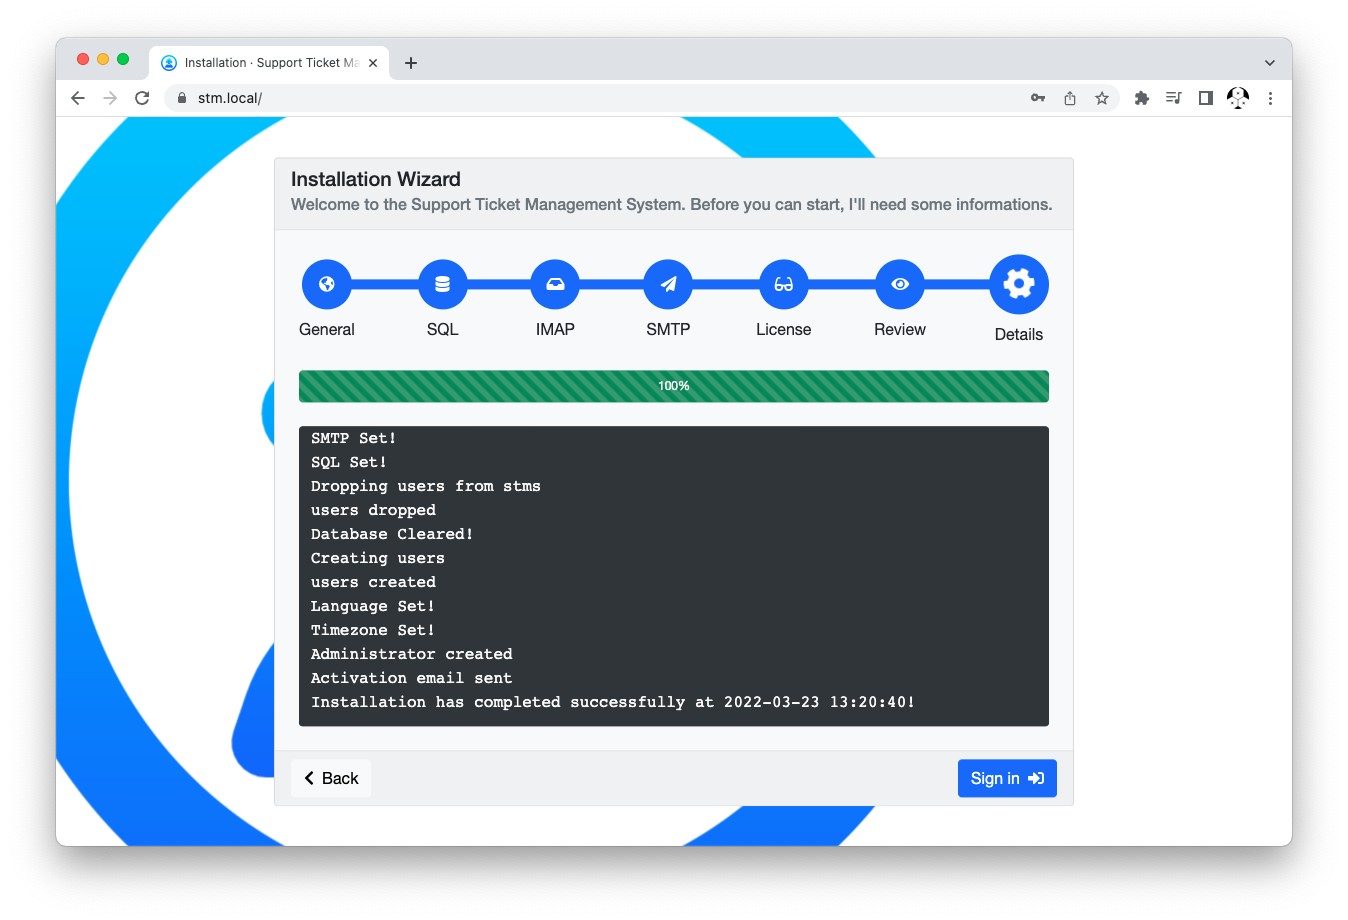 Installation · Support Ticket Ma
stm.local/
Installation Wizard
Welcome to the Support Ticket Management System. Before you can start, I'll need some informations.
General SQL IMAP SMTP License Review Details
100%
SMTP Set!
SQL Set!
Dropping users from stms
users dropped
Database Cleared!
Creating users
users created
Language Set!
Timezone Set!
Administrator created
Activation email sent
Installation has completed successfully at 2022-03-23 13:20:40!
Back Sign in